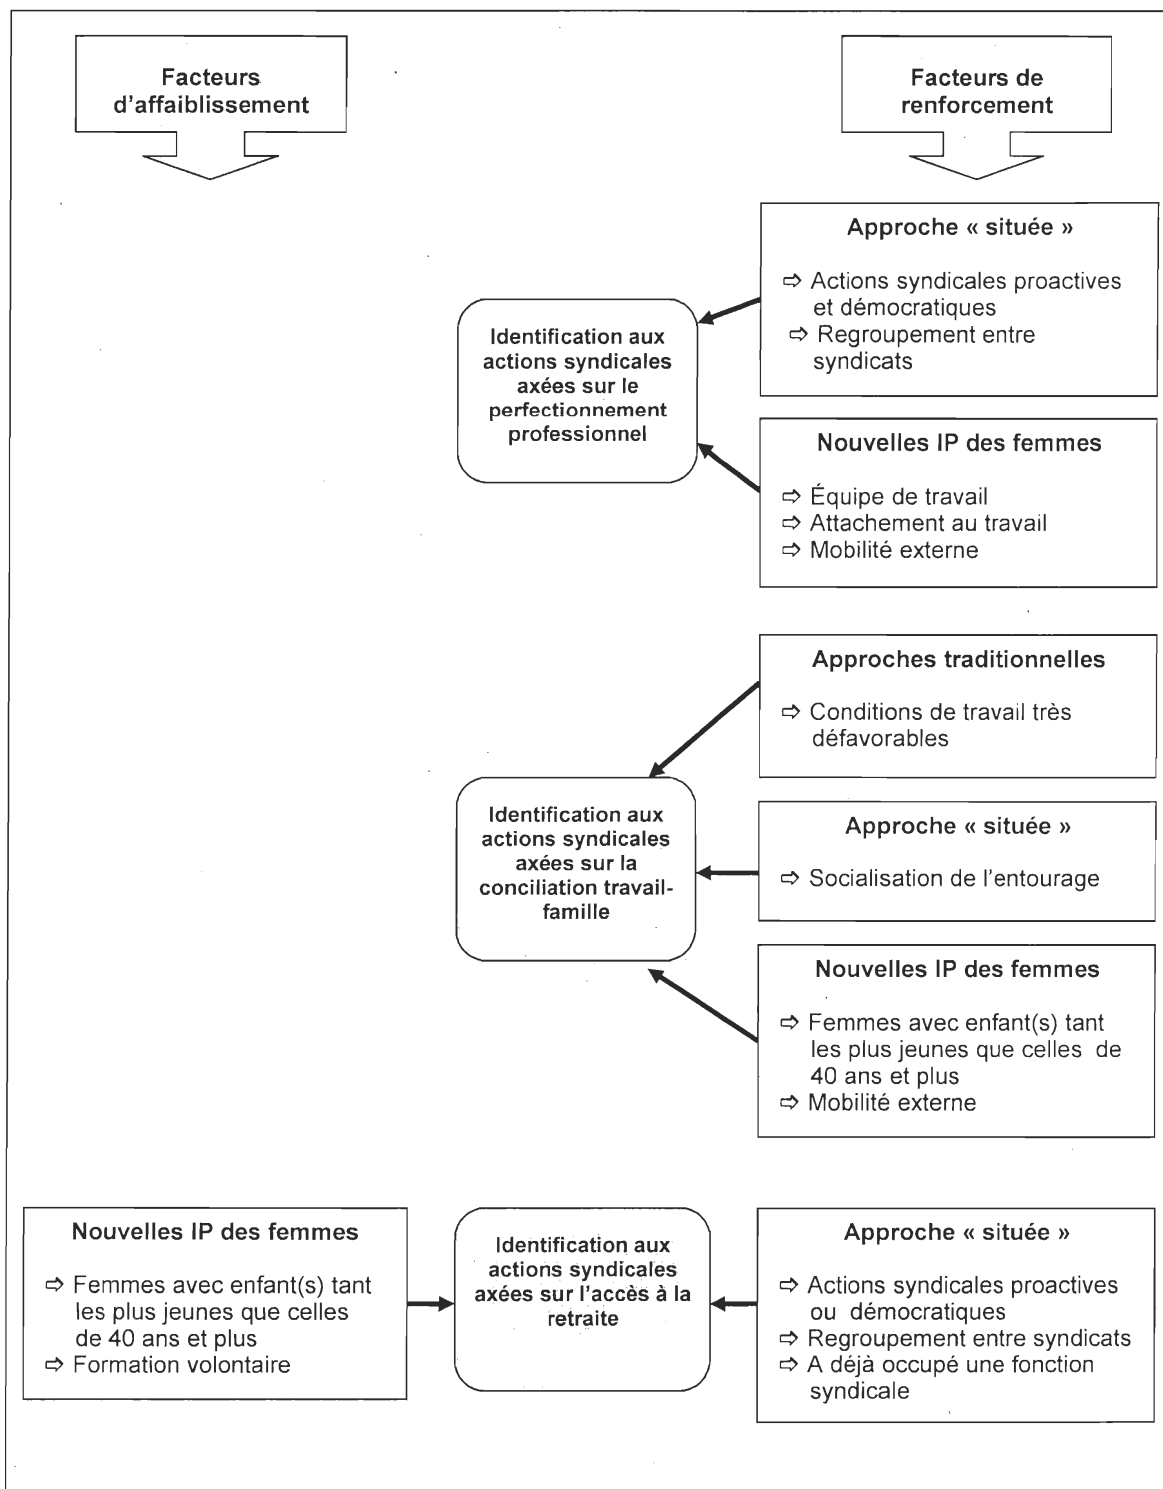 Facteurs
d'affaiblissement
Facteurs de
renforcement
Approche « située »
⇨ Actions syndicales proactives
et démocratiques
⇨ Regroupement entre
syndicats
Identification aux
actions syndicales
axées sur le
perfectionnement
professionnel
Nouvelles IP des femmes
⇨ Équipe de travail
⇨ Attachement au travail
⇨ Mobilité externe
Approches traditionnelles
⇨ Conditions de travail très
défavorables
Identification aux
actions syndicales
axées sur la
conciliation travail-
famille
Approche « située »
⇨ Socialisation de l'entourage
Nouvelles IP des femmes
⇨ Femmes avec enfant(s) tant
les plus jeunes que celles de
40 ans et plus
⇨ Mobilité externe
Nouvelles IP des femmes
⇨ Femmes avec enfant(s) tant
les plus jeunes que celles
de 40 ans et plus
⇨ Formation volontaire
Identification aux
actions syndicales
axées sur l'accès à la
retraite
Approche « située »
⇨ Actions syndicales proactives
ou démocratiques
⇨ Regroupement entre syndicats
⇨ A déjà occupé une fonction
syndicale